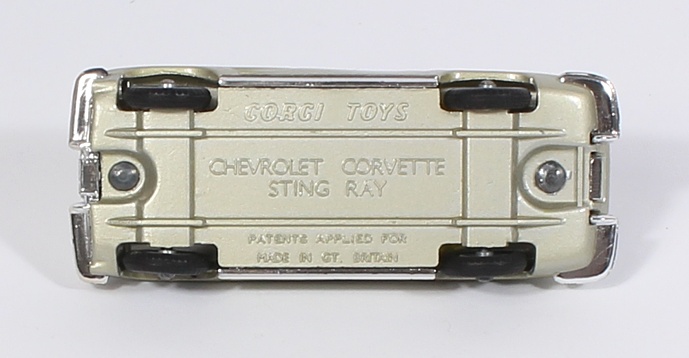 CORGI TOYS
CHEVROLET CORVETTE
STING RAY
PATENTS APPLIED FOR
MADE IN GT. BRITAIN